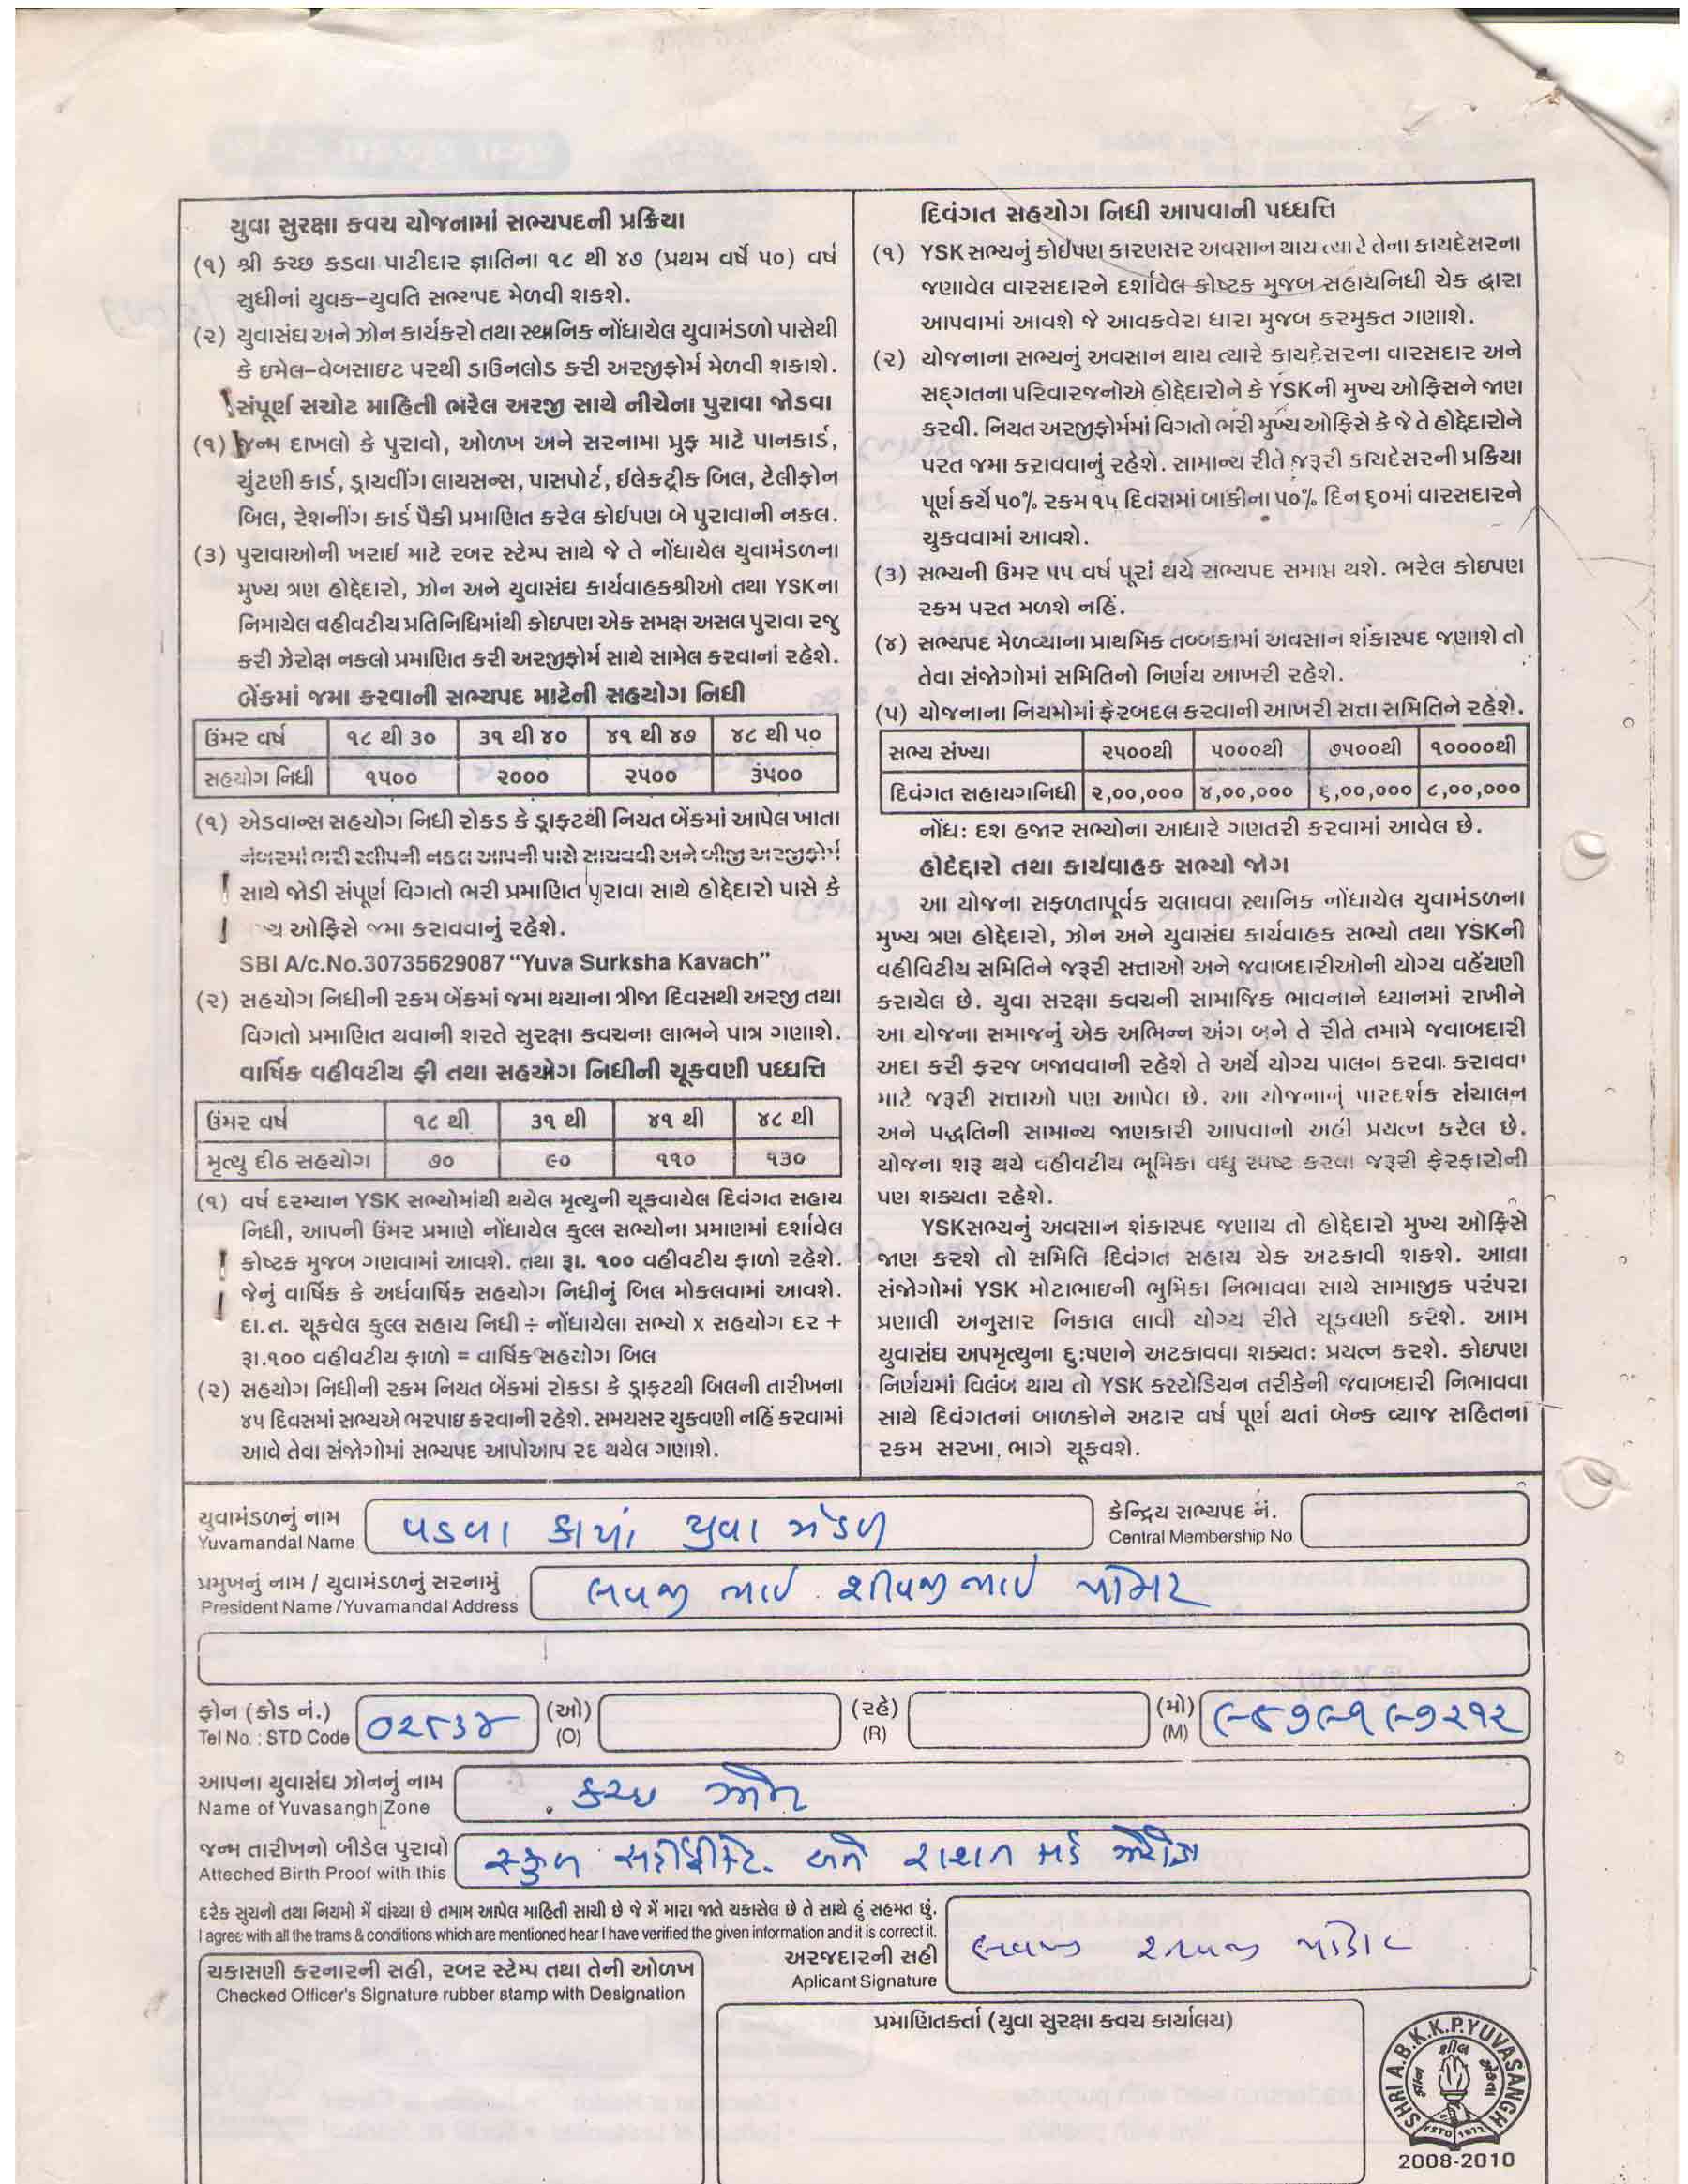 યુવા સુરક્ષા કવચ યોજનામાં સભ્યપદની પ્રક્રિયા
(૧) શ્રી કચ્છ કડવા પાટીદાર જ્ઞાતિના ૧૮ થી ૪૭ (પ્રથમ વર્ષે ૫૦) વર્ષ
સુધીનાં યુવક-યુવતિ સભ્યપદ મેળવી શકશે.
(૨) યુવાસંઘ અને ઝોન કાર્યકરો તથા સ્થાનિક નોંધાયેલ યુવામંડળો પાસેથી
કે ઇમેલ-વેબસાઇટ પરથી ડાઉનલોડ કરી અરજીફોર્મ મેળવી શકાશે.
સંપૂર્ણ સચોટ માહિતી ભરેલ અરજી સાથે નીચેના પુરાવા જોડવા
(૧) જન્મ દાખલો કે પુરાવો, ઓળખ અને સરનામા પ્રુફ માટે પાનકાર્ડ,
ચુંટણી કાર્ડ, ડ્રાયવીંગ લાયસન્સ, પાસપોર્ટ, ઈલેક્ટ્રીક બિલ, ટેલીફોન
બિલ, રેશનીંગ કાર્ડ પૈકી પ્રમાણિત કરેલ કોઈપણ બે પુરાવાની નકલ.
(૩) પુરાવાઓની ખરાઈ માટે રબર સ્ટેમ્પ સાથે જે તે નોંધાયેલ યુવામંડળના
મુખ્ય ત્રણ હોદ્દેદારો, ઝોન અને યુવાસંઘ કાર્યવાહકશ્રીઓ તથા YSKના
નિમાયેલ વહીવટીય પ્રતિનિધિમાંથી કોઇપણ એક સમક્ષ અસલ પુરાવા રજુ
કરી ઝેરોક્ષ નકલો પ્રમાણિત કરી અરજીફોર્મ સાથે સામેલ કરવાનાં રહેશે.
બેંકમાં જમા કરવાની સભ્યપદ માટેની સહયોગ નિધી
ઉંમર વર્ષ ૧૮ થી ૩૦ ૩૧ થી ૪૦ ૪૧ થી ૪૭ ૪૮ થી ૫૦
સહયોગ નિધી ૧૫૦૦ ૨૦૦૦ ૨૫૦૦ ૩૫૦૦
(૧) એડવાન્સ સહયોગ નિધી રોકડ કે ડ્રાફટથી નિયત બેંકમાં આપેલ ખાતા
નંબરમાં ભરી સ્લીપની નકલ આપની પાસે સાચવવી અને બીજી અરજીફોર્મ
સાથે જોડી સંપૂર્ણ વિગતો ભરી પ્રમાણિત પુરાવા સાથે હોદ્દેદારો પાસે કે
ઓફિસે જમા કરાવવાનું રહેશે.
SBI A/c.No.30735629087 “Yuva Surksha Kavach”
(૨) સહયોગ નિધીની રકમ બેંકમાં જમા થયાના ત્રીજા દિવસથી અરજી તથા
વિગતો પ્રમાણિત થવાની શરતે સુરક્ષા કવચના લાભને પાત્ર ગણાશે.
વાર્ષિક વહીવટીય ફી તથા સહયોગ નિધીની ચૂકવણી પધ્ધત્તિ
ઉંમર વર્ષ ૧૮ થી ૩૧ થી ૪૧ થી ૪૮ થી
મૃત્યુ દીઠ સહયોગ ૭૦ ૯૦ ૧૧૦ ૧૩૦
(૧) વર્ષ દરમ્યાન YSK સભ્યોમાંથી થયેલ મૃત્યુની ચૂકવાયેલ દિવંગત સહાય
નિધી, આપની ઉંમર પ્રમાણે નોંધાયેલ કુલ્લ સભ્યોના પ્રમાણમાં દર્શાવેલ
કોષ્ટક મુજબ ગણવામાં આવશે. તથા રૂા. ૧૦૦ વહીવટીય ફાળો રહેશે.
જેનું વાર્ષિક કે અર્ધવાર્ષિક સહયોગ નિધીનું બિલ મોકલવામાં આવશે.
દા.ત. ચૂકવેલ કુલ્લ સહાય નિધી ÷ નોંધાયેલા સભ્યો x સહયોગ દર +
રૂા.૧૦૦ વહીવટીય ફાળો = વાર્ષિક સહયોગ બિલ
(૨) સહયોગ નિધીની રકમ નિયત બેંકમાં રોકડા કે ડ્રાફટથી બિલની તારીખના
૪૫ દિવસમાં સભ્યએ ભરપાઇ કરવાની રહેશે. સમયસર ચુકવણી નહિં કરવામાં
આવે તેવા સંજોગોમાં સભ્યપદ આપોઆપ રદ થયેલ ગણાશે.
દિવંગત સહયોગ નિધી આપવાની પધ્ધત્તિ
(૧) YSK સભ્યનું કોઈપણ કારણસર અવસાન થાય ત્યારે તેના કાયદેસરના
જણાવેલ વારસદારને દર્શાવેલ કોષ્ટક મુજબ સહાયનિધી ચેક દ્વારા
આપવામાં આવશે જે આવકવેરા ધારા મુજબ કરમુક્ત ગણાશે.
(૨) યોજનાના સભ્યનું અવસાન થાય ત્યારે કાયદેસરના વારસદાર અને
સદ્ગતના પરિવારજનોએ હોદ્દેદારોને કે YSKની મુખ્ય ઓફિસને જાણ
કરવી. નિયત અરજીફોર્મમાં વિગતો ભરી મુખ્ય ઓફિસે કે જે તે હોદ્દેદારોને
પરત જમા કરાવવાનું રહેશે. સામાન્ય રીતે જરૂરી કાયદેસરની પ્રક્રિયા
પૂર્ણ કર્યે ૫૦% રકમ ૧૫ દિવસમાં બાકીના ૫૦% દિન ૬૦માં વારસદારને
ચુકવવામાં આવશે.
(૩) સભ્યની ઉમર ૫૫ વર્ષ પૂરાં થયે સભ્યપદ સમાપ્ત થશે. ભરેલ કોઇપણ
રકમ પરત મળશે નહિં.
(૪) સભ્યપદ મેળવ્યાના પ્રાથમિક તબ્બકામાં અવસાન શંકાસ્પદ જણાશે તો
તેવા સંજોગોમાં સમિતિનો નિર્ણય આખરી રહેશે.
(૫) યોજનાના નિયમોમાં ફેરબદલ કરવાની આખરી સત્તા સમિતિને રહેશે.
સભ્ય સંખ્યા ૨૫૦૦થી ૫૦૦૦થી ૭૫૦૦થી ૧૦૦૦૦થી
દિવંગત સહાયગનિધી ૨,૦૦,૦૦૦ ૪,૦૦,૦૦૦ ૬,૦૦,૦૦૦ ૮,૦૦,૦૦૦
નોંધ: દશ હજાર સભ્યોના આધારે ગણતરી કરવામાં આવેલ છે.
હોદેદ્દારો તથા કાર્યવાહક સભ્યો જોગ
આ યોજના સફળતાપૂર્વક ચલાવવા સ્થાનિક નોંધાયેલ યુવામંડળના
મુખ્ય ત્રણ હોદ્દેદારો, ઝોન અને યુવાસંઘ કાર્યવાહક સભ્યો તથા YSKની
વહીવિટીય સમિતિને જરૂરી સત્તાઓ અને જવાબદારીઓની યોગ્ય વહેંચણી
કરાયેલ છે. યુવા સરક્ષા કવચની સામાજિક ભાવનાને ધ્યાનમાં રાખીને
આ યોજના સમાજનું એક અભિન્ન અંગ બને તે રીતે તમામે જવાબદારી
અદા કરી ફરજ બજાવવાની રહેશે તે અર્થે યોગ્ય પાલન કરવા કરાવવા
માટે જરૂરી સત્તાઓ પણ આપેલ છે. આ યોજનાનું પારદર્શક સંચાલન
અને પદ્ધતિની સામાન્ય જાણકારી આપવાનો અહીં પ્રયત્ન કરેલ છે.
યોજના શરૂ થયે વહીવટીય ભૂમિકા વધુ સ્પષ્ટ કરવા જરૂરી ફેરફારોની
પણ શક્યતા રહેશે.
YSKસભ્યનું અવસાન શંકાસ્પદ જણાય તો હોદ્દેદારો મુખ્ય ઓફિસે
જાણ કરશે તો સમિતિ દિવંગત સહાય ચેક અટકાવી શકશે. આવા
સંજોગોમાં YSK મોટાભાઇની ભુમિકા નિભાવવા સાથે સામાજીક પરંપરા
પ્રણાલી અનુસાર નિકાલ લાવી યોગ્ય રીતે ચૂકવણી કરશે. આમ
યુવાસંઘ અપમૃત્યુના દુઃષણને અટકાવવા શક્યતઃ પ્રયત્ન કરશે. કોઇપણ
નિર્ણયમાં વિલંબ થાય તો YSK કસ્ટોડિયન તરીકેની જવાબદારી નિભાવવા
સાથે દિવંગતનાં બાળકોને અઢાર વર્ષ પૂર્ણ થતાં બેન્ક વ્યાજ સહિતના
રકમ સરખા ભાગે ચૂકવશે.
યુવામંડળનું નામ
Yuvamandal Name પડવા કાયાં યુવા મંડળ
કેન્દ્રિય સભ્યપદ નં.
Central Membership No
પ્રમુખનું નામ / યુવામંડળનું સરનામું
President Name /Yuvamandal Address લવજી ભાઈ શીવજી ભાઈ
ફોન (કોડ નં.)
Tel No. : STD Code ૦૨૮૩૪ (ઓ) (O) (રહે) (R) (મો) (M)
આપના યુવાસંઘ ઝોનનું નામ
Name of Yuvasangh Zone કચ્છ ઝોન
જન્મ તારીખનો બીડેલ પુરાવો
Atteched Birth Proof with this સ્કુલ સર્ટીફીકેટ અને રાશન કાર્ડ ઝેરોક્ષ
દરેક સુચનો તથા નિયમો મેં વાંચ્યા છે તમામ આપેલ માહિતી સાચી છે જે મેં મારા જાતે ચકાસેલ છે તે સાથે હું સહમત છું.
I agree with all the trams & conditions which are mentioned hear I have verified the given information and it is correct it.
અરજદારની સહી
Aplicant Signature લવજી શીવજી
ચકાસણી કરનારની સહી, રબર સ્ટેમ્પ તથા તેની ઓળખ
Checked Officer's Signature rubber stamp with Designation
પ્રમાણિતકર્તા (યુવા સુરક્ષા કવચ કાર્યાલય)
SHRI A.B.K.K.P.YUVASANGH
જ્ઞાન શીલ એકતા
ESTD 1972
2008-2010